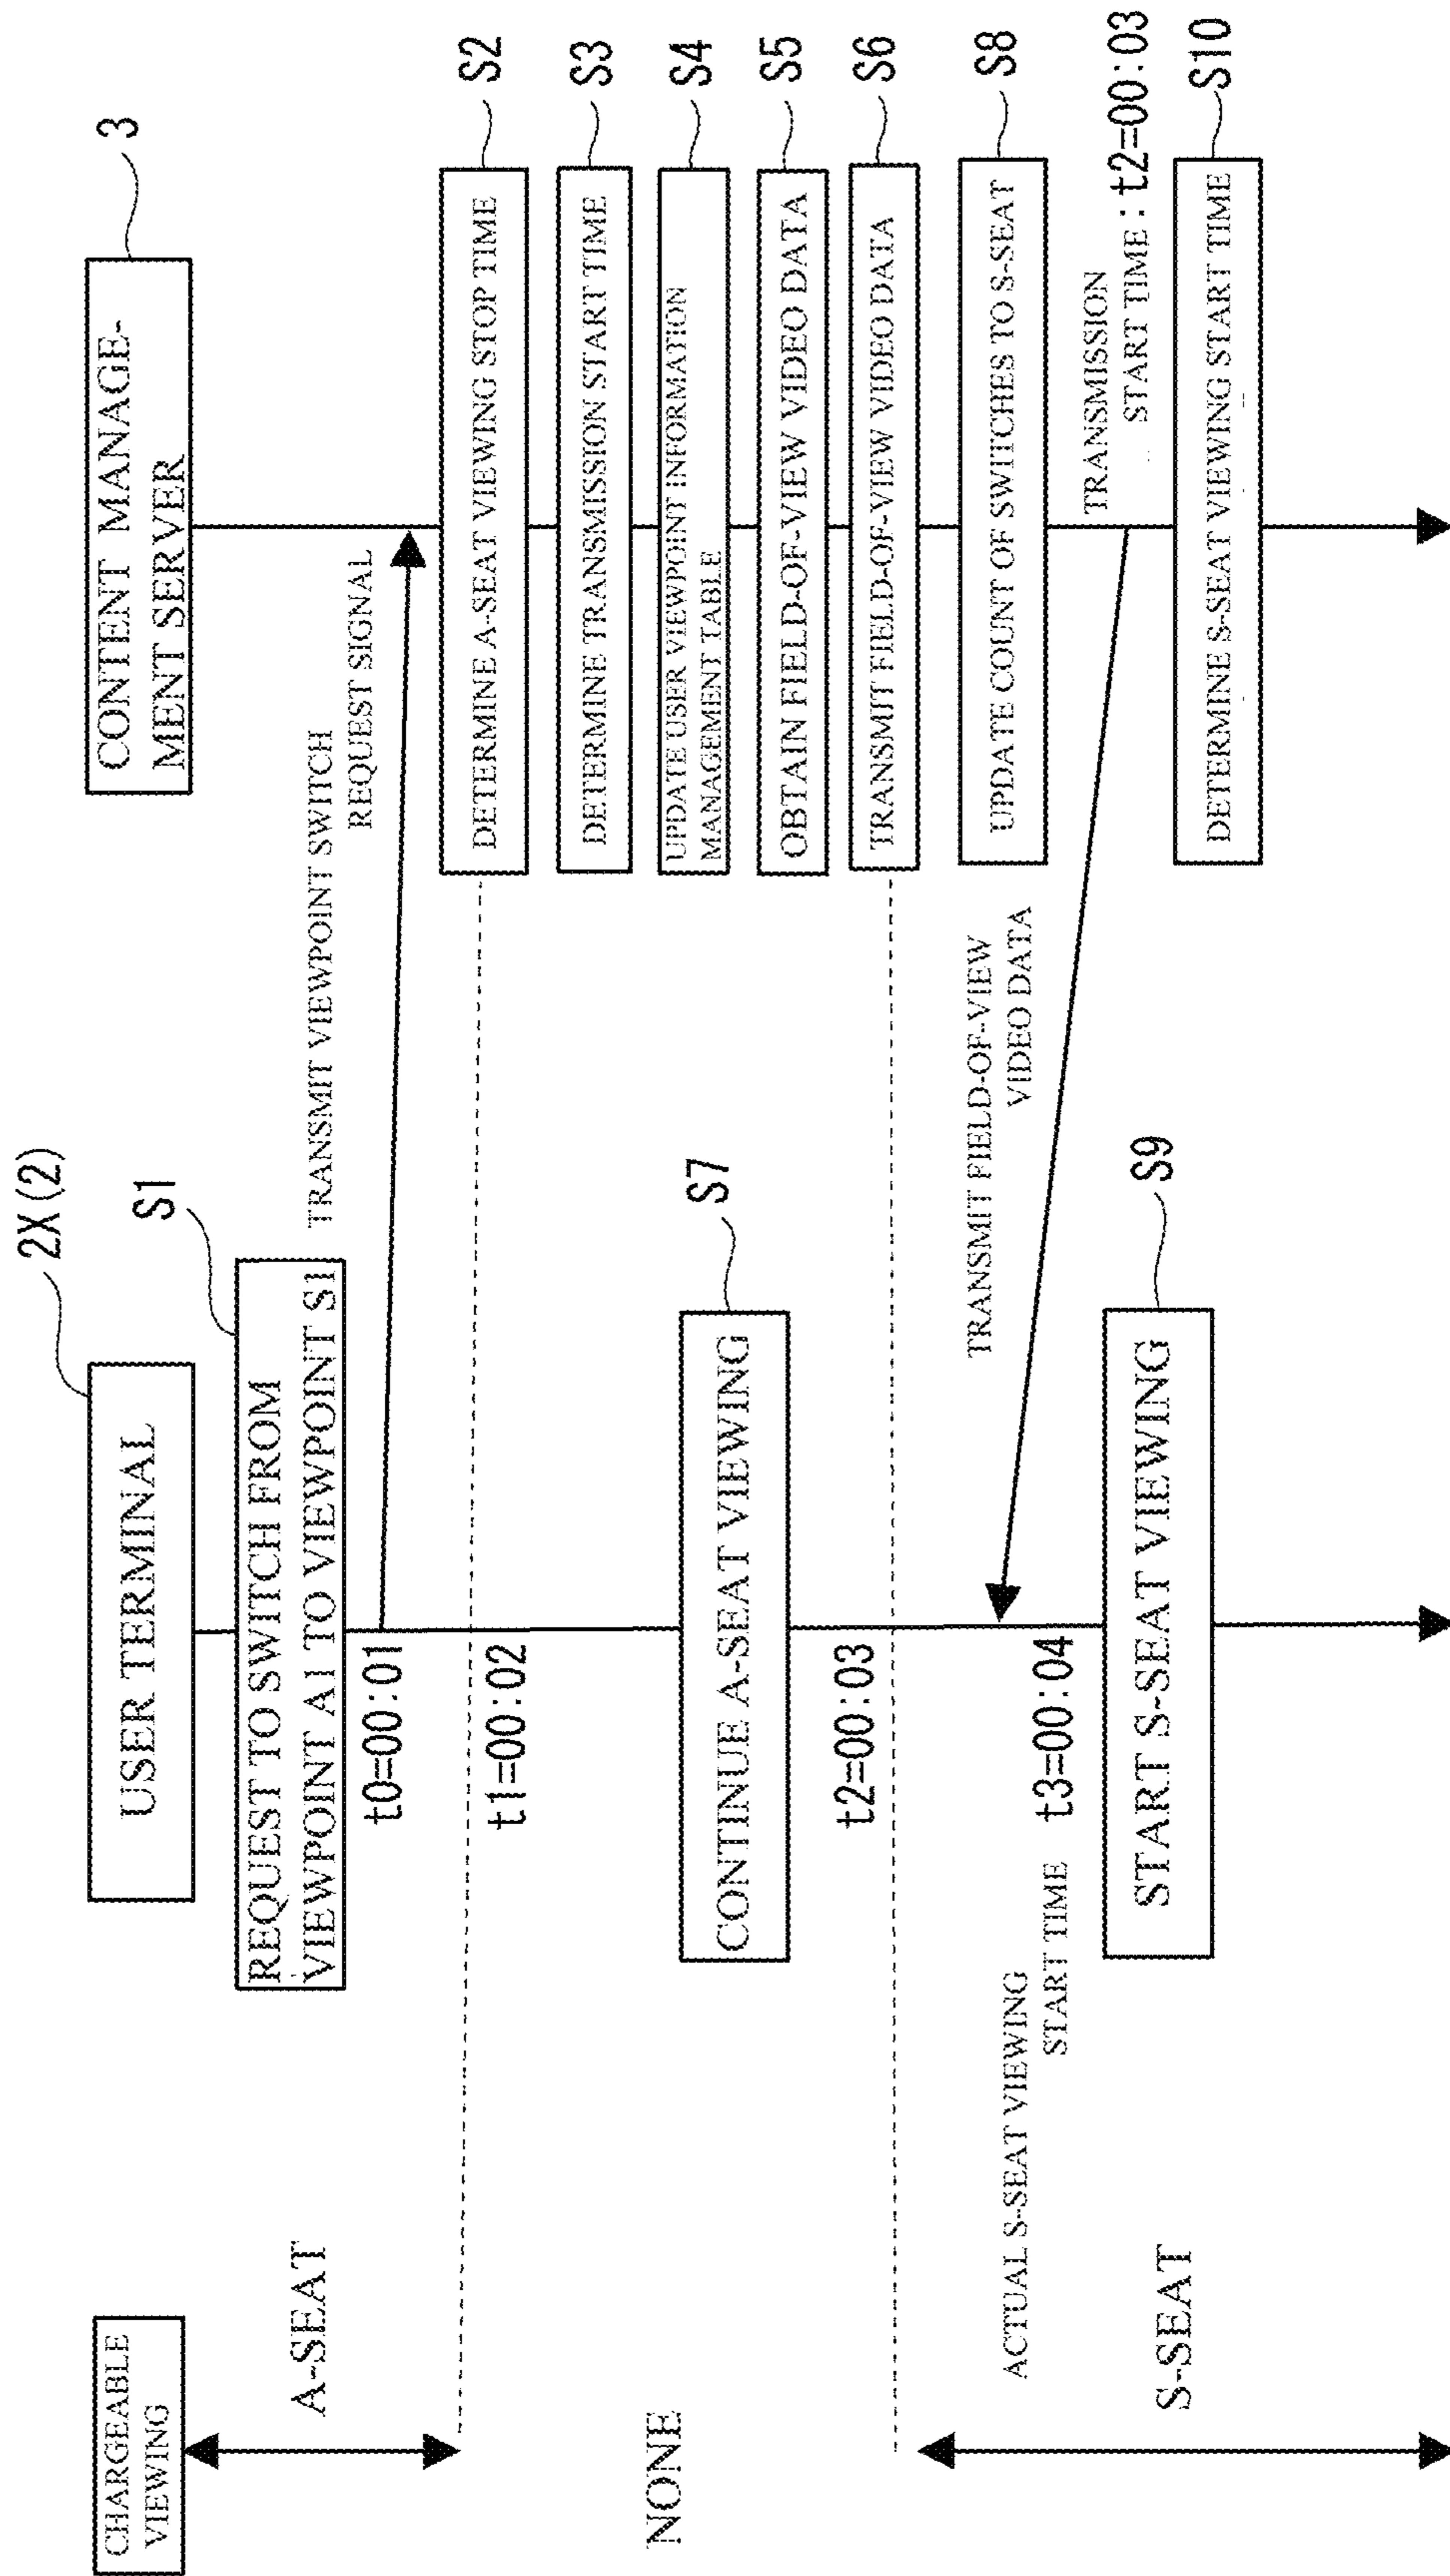 CHARGEABLE
VIEWING
USER TERMINAL
2X(2)
CONTENT MANAGE-
MENT SERVER
3
A-SEAT
REQUEST TO SWITCH FROM
VIEWPOINT A1 TO VIEWPOINT S1
S1
t0=00:01
TRANSMIT VIEWPOINT SWITCH
REQUEST SIGNAL
t1=00:02
DETERMINE A-SEAT VIEWING STOP TIME
S2
DETERMINE TRANSMISSION START TIME
S3
NONE
UPDATE USER VIEWPOINT INFORMATION
MANAGEMENT TABLE
S4
CONTINUE A-SEAT VIEWING
S7
OBTAIN FIELD-OF-VIEW VIDEO DATA
S5
t2=00:03
TRANSMIT FIELD-OF-VIEW VIDEO DATA
S6
UPDATE COUNT OF SWITCHES TO S-SEAT
S8
TRANSMIT FIELD-OF-VIEW
VIDEO DATA
ACTUAL S-SEAT VIEWING
START TIME t3=00:04
TRANSMISSION
START TIME : t2=00:03
S-SEAT
START S-SEAT VIEWING
S9
DETERMINE S-SEAT VIEWING START TIME
S10